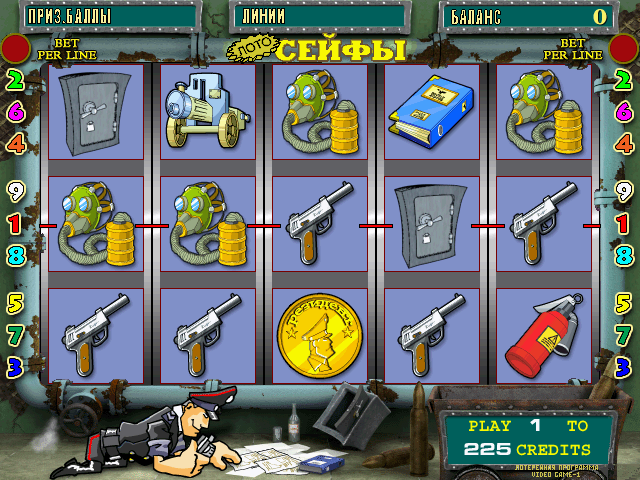 ПРИЗ.БАЛЛЫ
ЛИНИИ
БАЛАНС 0
BET
PER LINE
ЛОТО СЕЙФЫ
BET
PER LINE
2 2
6 6
4 4
9 9
1 1
8 8
5 5
7 7
3 3
РЕЗИДЕНТ
PLAY 1 TO
225 CREDITS
ЛОТЕРЕЙНАЯ ПРОГРАММА
VIDEO GAME-1